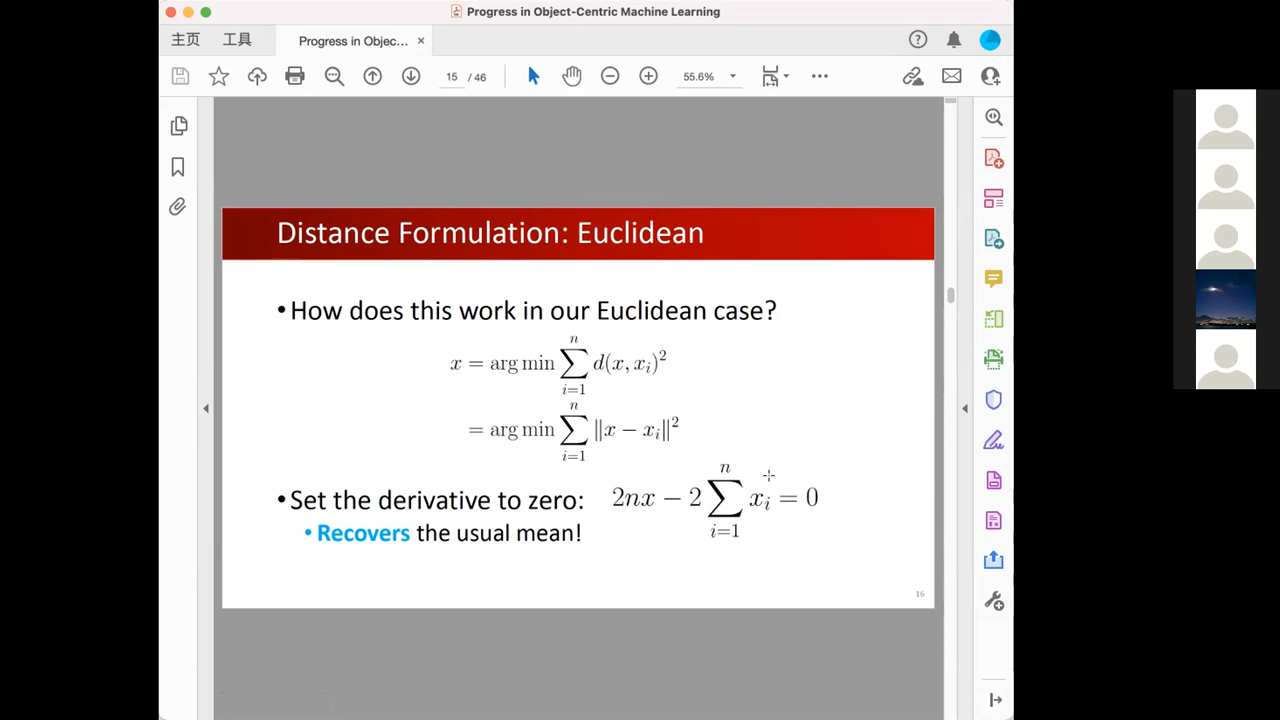 Progress in Object-Centric Machine Learning
主页 工具 Progress in Objec... ×
15 / 46 55.6%
Distance Formulation: Euclidean
•How does this work in our Euclidean case?
x = arg min ∑_{i=1}^{n} d(x, x_i)^2
= arg min ∑_{i=1}^{n} ‖x − x_i‖^2
•Set the derivative to zero: 2nx − 2 ∑_{i=1}^{n} x_i = 0
•Recovers the usual mean!
16